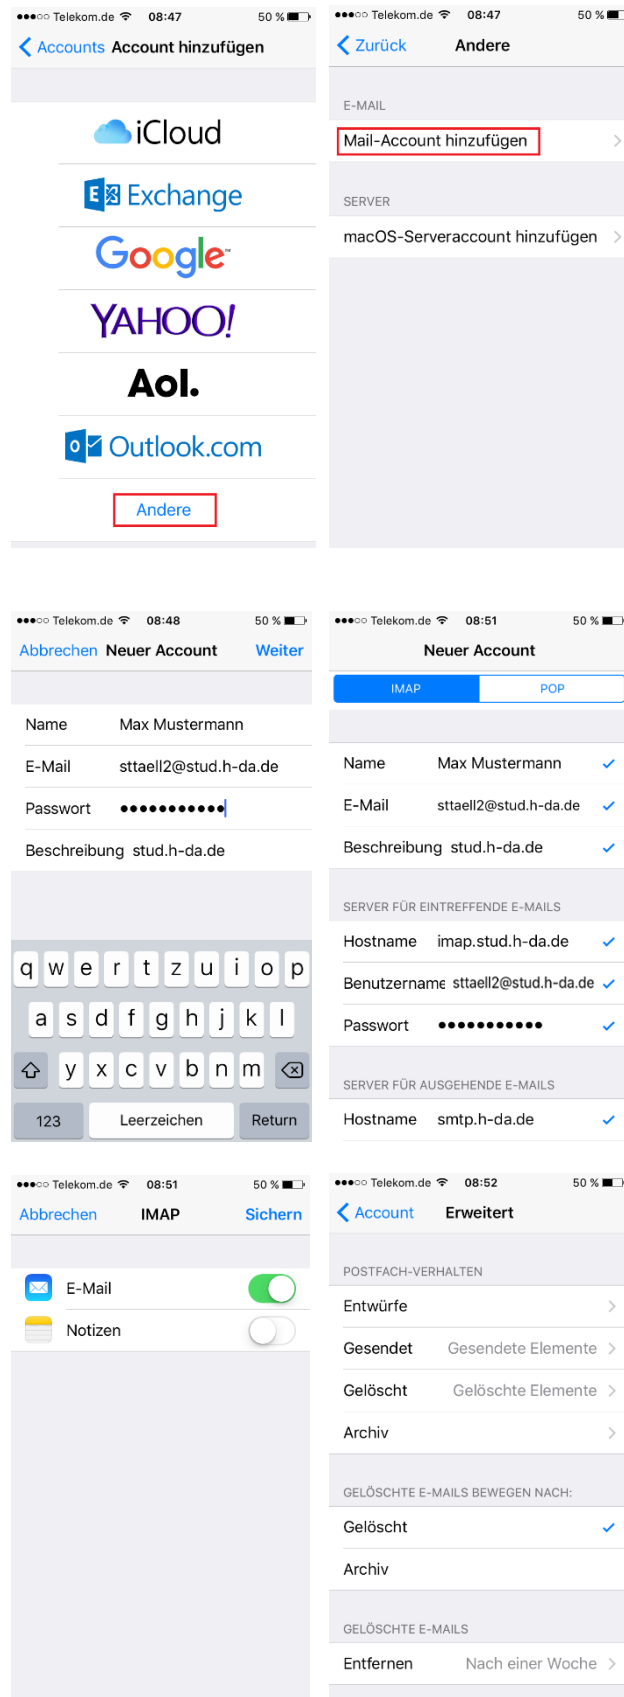 Telekom.de 08:47 50 %
Accounts Account hinzufügen
iCloud
Exchange
Google™
YAHOO!
Aol.
Outlook.com
Andere
Telekom.de 08:47 50 %
Zurück Andere
E-MAIL
Mail-Account hinzufügen
SERVER
macOS-Serveraccount hinzufügen
Telekom.de 08:48 50 %
Abbrechen Neuer Account Weiter
Name Max Mustermann
E-Mail sttaell2@stud.h-da.de
Passwort ●●●●●●●●●●●
Beschreibung stud.h-da.de
q w e r t z u i o p
a s d f g h j k l
y x c v b n m
123 Leerzeichen Return
Telekom.de 08:51 50 %
Neuer Account
IMAP POP
Name Max Mustermann
E-Mail sttaell2@stud.h-da.de
Beschreibung stud.h-da.de
SERVER FÜR EINTREFFENDE E-MAILS
Hostname imap.stud.h-da.de
Benutzername sttaell2@stud.h-da.de
Passwort ●●●●●●●●●●●
SERVER FÜR AUSGEHENDE E-MAILS
Hostname smtp.h-da.de
Telekom.de 08:51 50 %
Abbrechen IMAP Sichern
E-Mail
Notizen
Telekom.de 08:52 50 %
Account Erweitert
POSTFACH-VERHALTEN
Entwürfe
Gesendet Gesendete Elemente
Gelöscht Gelöschte Elemente
Archiv
GELÖSCHTE E-MAILS BEWEGEN NACH:
Gelöscht
Archiv
GELÖSCHTE E-MAILS
Entfernen Nach einer Woche